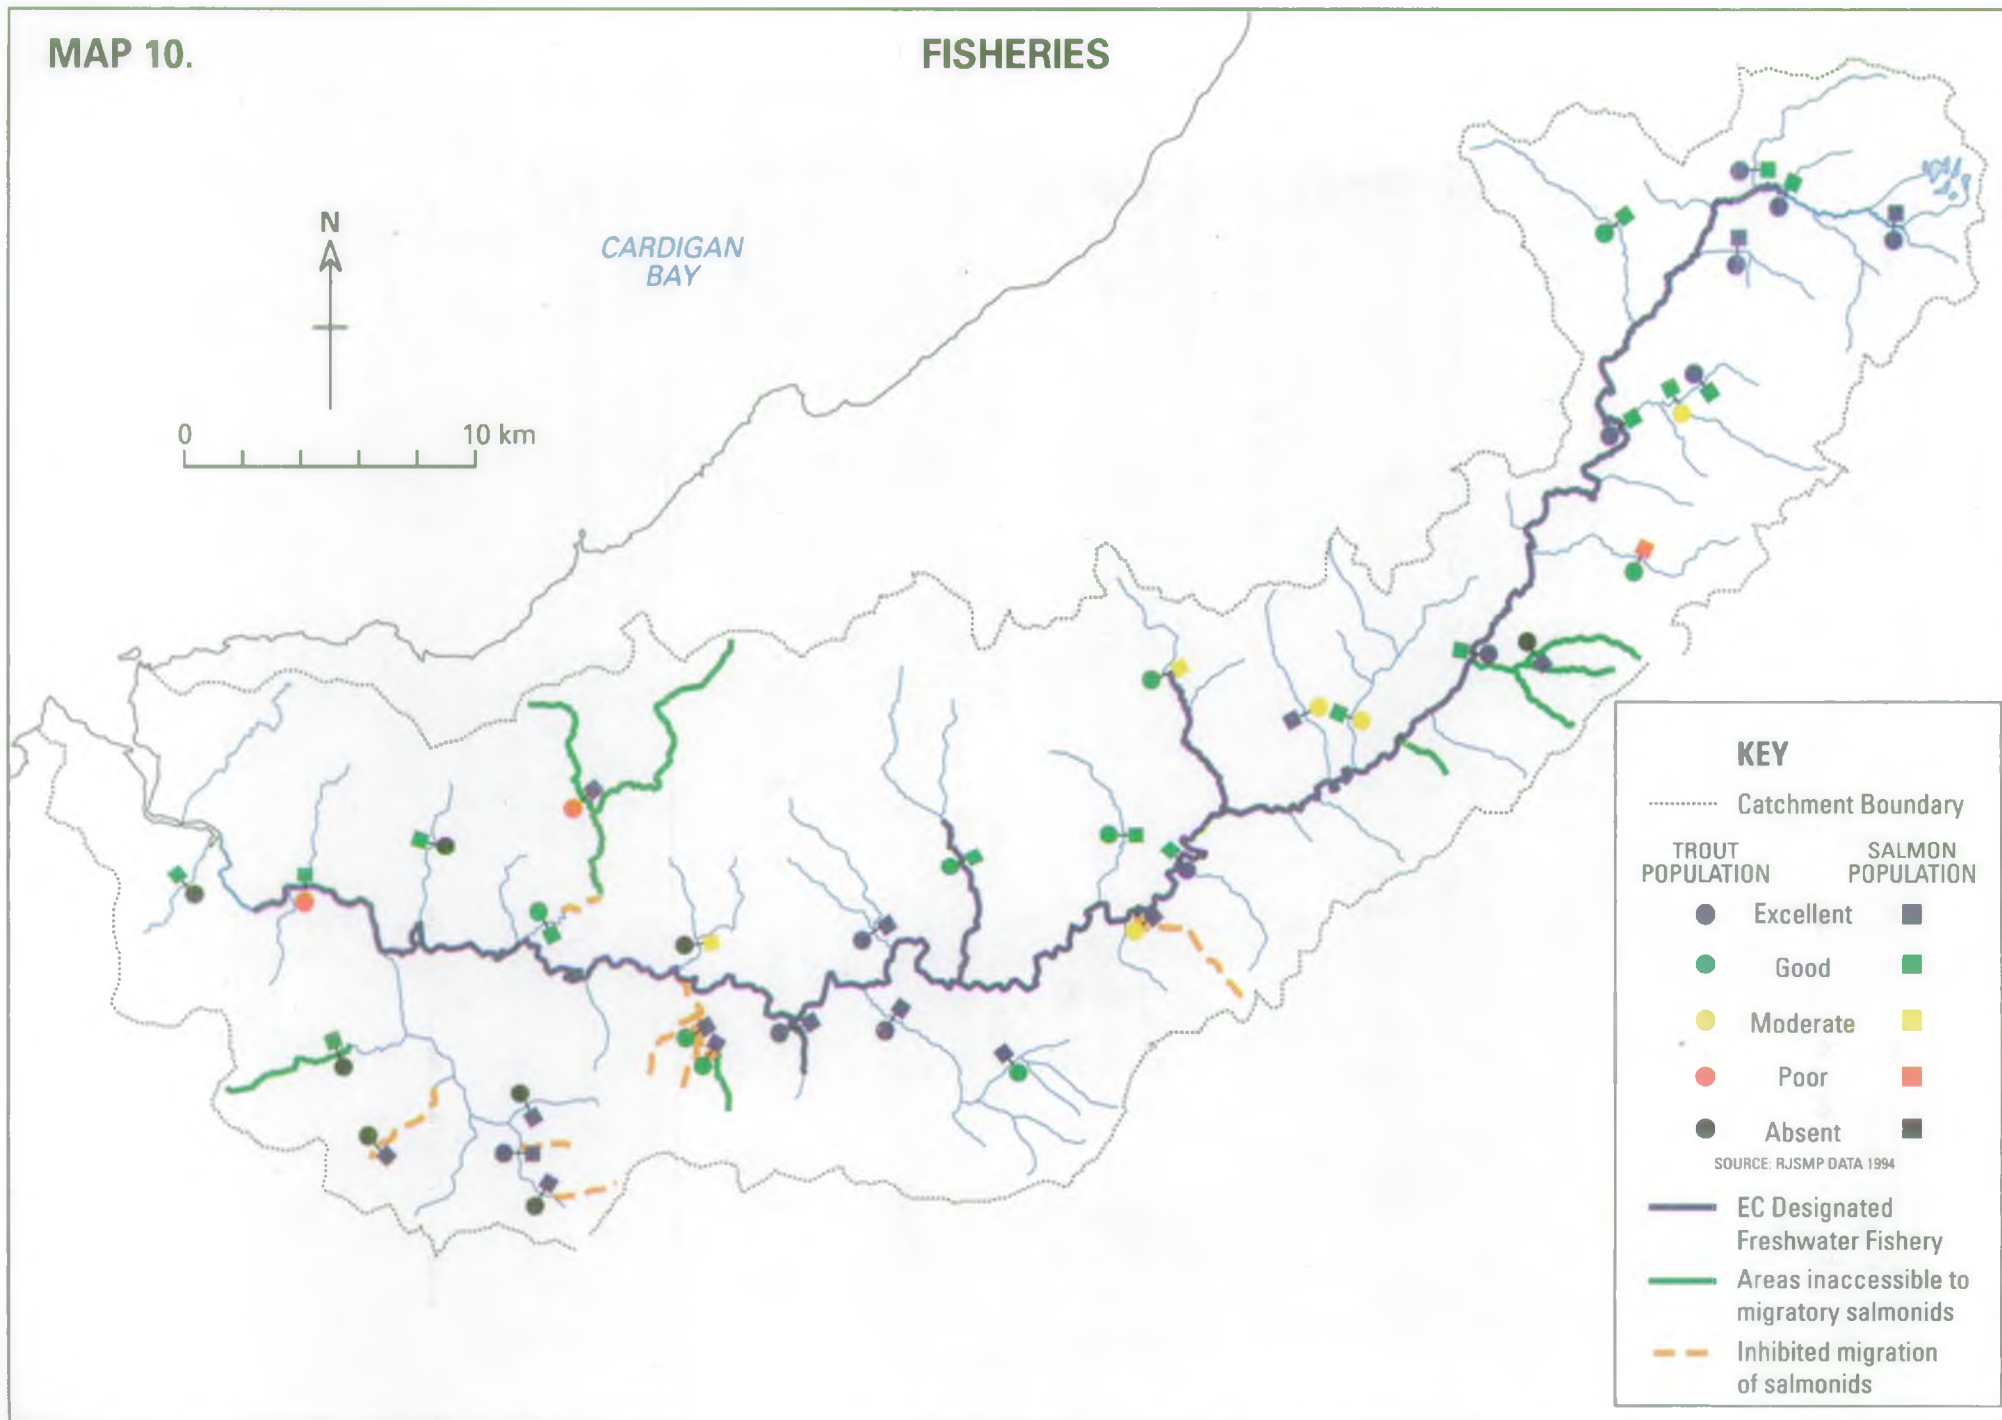 MAP 10.
FISHERIES
N
CARDIGAN
BAY
0 10 km
KEY
Catchment Boundary
TROUT SALMON
POPULATION POPULATION
Excellent
Good
Moderate
Poor
Absent
SOURCE: RJSMP DATA 1994
EC Designated
Freshwater Fishery
Areas inaccessible to
migratory salmonids
Inhibited migration
of salmonids